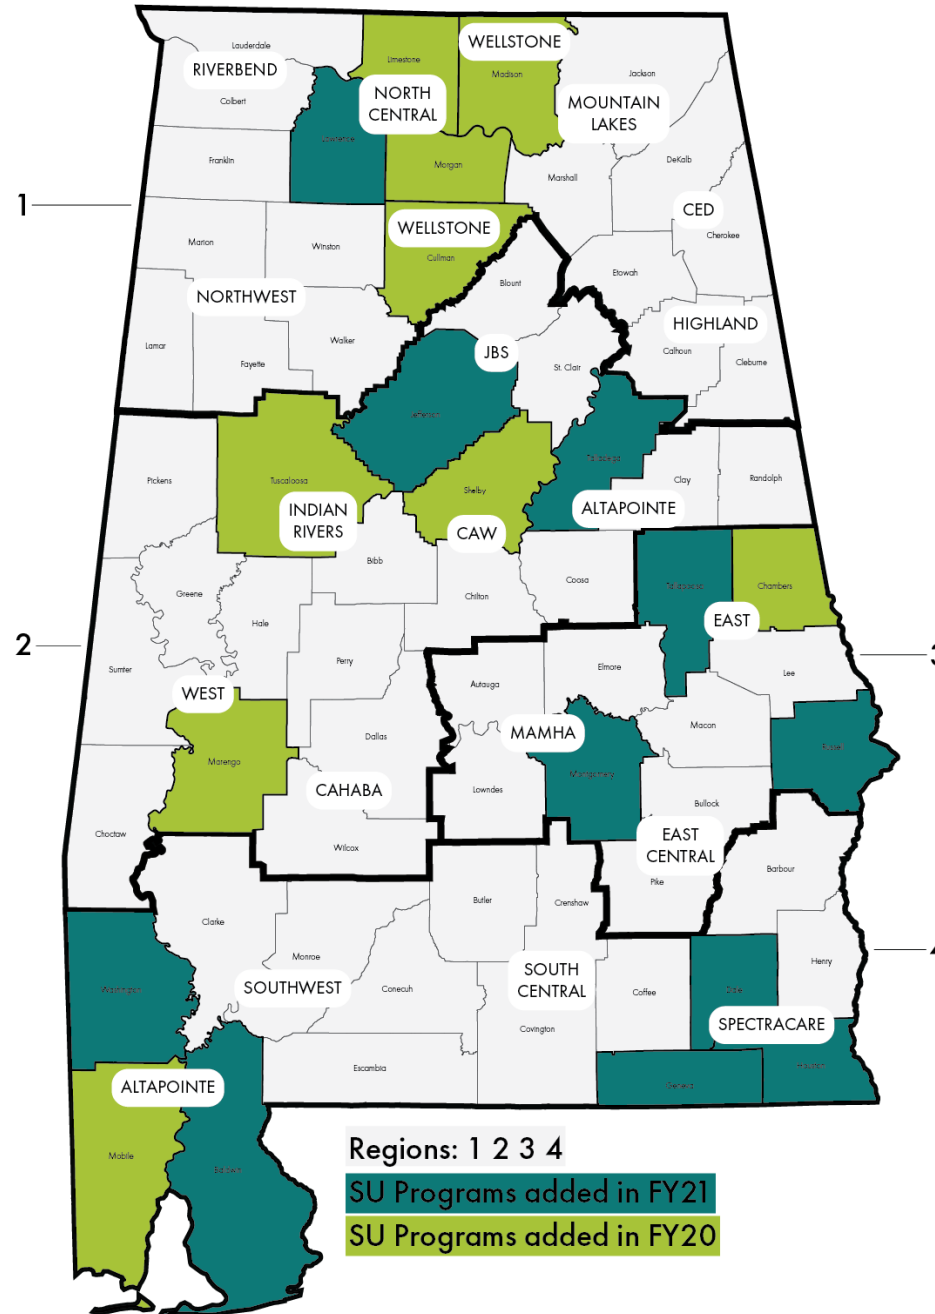 Lauderdale
RIVERBEND
Colbert
Limestone
WELLSTONE
Madison
NORTH
CENTRAL
Jackson
MOUNTAIN
LAKES
Lawrence
Franklin
Morgan
Marshall
DeKalb
1
CED
Cherokee
WELLSTONE
Cullman
Marion
Winston
Etowah
Blount
NORTHWEST
HIGHLAND
Lamar
Fayette
Walker
JBS
St. Clair
Calhoun
Cleburne
Jefferson
Talladega
Pickens
Tuscaloosa
Shelby
Clay
Randolph
INDIAN
RIVERS
CAW
ALTAPOINTE
Bibb
Greene
Hale
Chilton
Coosa
Tallapoosa
Chambers
EAST
2
Sumter
Perry
Elmore
Lee
3
WEST
Autauga
Dallas
MAMHA
Macon
Marengo
Montgomery
Russell
CAHABA
Lowndes
Bullock
Choctaw
Wilcox
EAST
CENTRAL
Pike
Barbour
Clarke
Butler
Crenshaw
4
Monroe
Henry
Washington
SOUTHWEST
Conecuh
SOUTH
CENTRAL
Coffee
Dale
Covington
SPECTRACARE
Escambia
Houston
Geneva
ALTAPOINTE
Mobile
Baldwin
Regions: 1 2 3 4
SU Programs added in FY21
SU Programs added in FY20